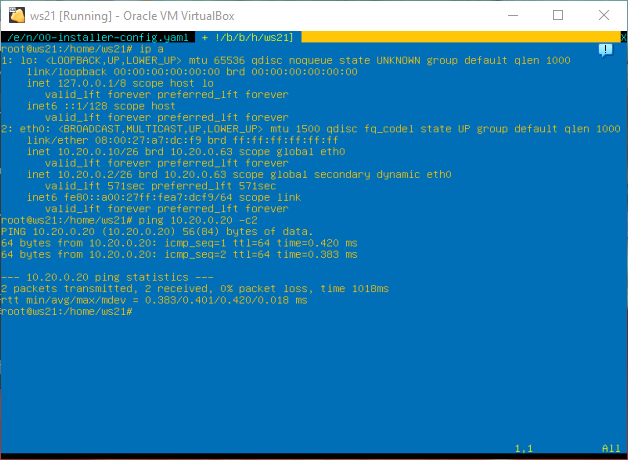 ws21 [Running] - Oracle VM VirtualBox
/e/n/00-installer-config.yaml + !/b/b/h/ws21] X
root@ws21:/home/ws21# ip a
1: lo: <LOOPBACK,UP,LOWER_UP> mtu 65536 qdisc noqueue state UNKNOWN group default qlen 1000
link/loopback 00:00:00:00:00:00 brd 00:00:00:00:00:00
inet 127.0.0.1/8 scope host lo
valid_lft forever preferred_lft forever
inet6 ::1/128 scope host
valid_lft forever preferred_lft forever
2: eth0: <BROADCAST,MULTICAST,UP,LOWER_UP> mtu 1500 qdisc fq_codel state UP group default qlen 1000
link/ether 08:00:27:a7:dc:f9 brd ff:ff:ff:ff:ff:ff
inet 10.20.0.10/26 brd 10.20.0.63 scope global eth0
valid_lft forever preferred_lft forever
inet 10.20.0.2/26 brd 10.20.0.63 scope global secondary dynamic eth0
valid_lft 571sec preferred_lft 571sec
inet6 fe80::a00:27ff:fea7:dcf9/64 scope link
valid_lft forever preferred_lft forever
root@ws21:/home/ws21# ping 10.20.0.20 -c2
PING 10.20.0.20 (10.20.0.20) 56(84) bytes of data.
64 bytes from 10.20.0.20: icmp_seq=1 ttl=64 time=0.420 ms
64 bytes from 10.20.0.20: icmp_seq=2 ttl=64 time=0.383 ms
--- 10.20.0.20 ping statistics ---
2 packets transmitted, 2 received, 0% packet loss, time 1018ms
rtt min/avg/max/mdev = 0.383/0.401/0.420/0.018 ms
root@ws21:/home/ws21#
1,1 All